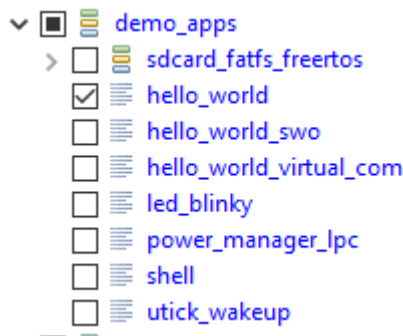 demo_apps
sdcard_fatfs_freertos
hello_world
hello_world_swo
hello_world_virtual_com
led_blinky
power_manager_lpc
shell
utick_wakeup